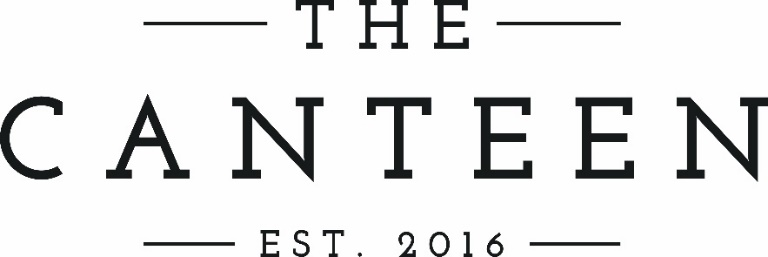 THE
CANTEEN
EST. 2016